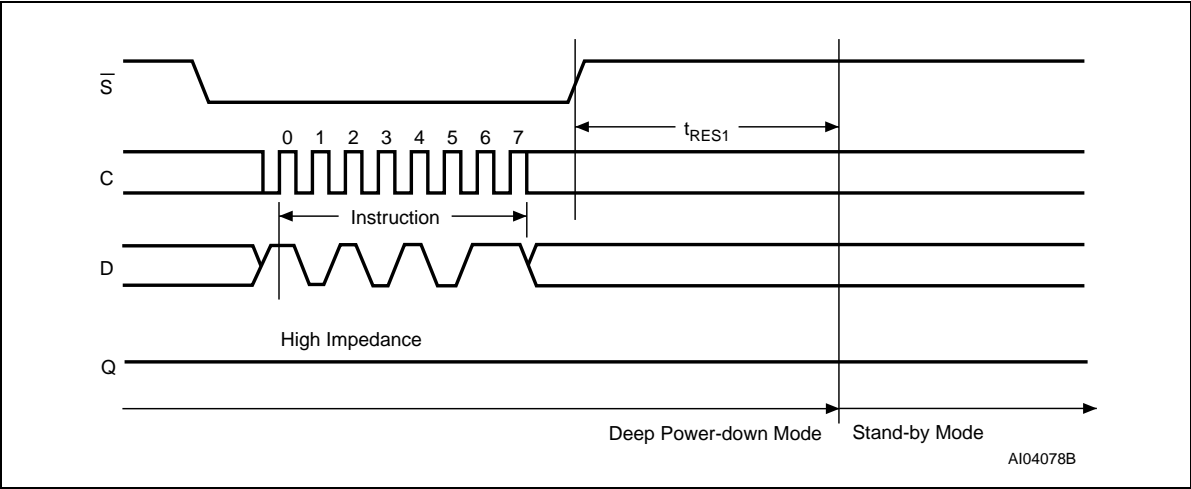 S̅
tRES1
0 1 2 3 4 5 6 7
C
Instruction
D
High Impedance
Q
Deep Power-down Mode Stand-by Mode
AI04078B